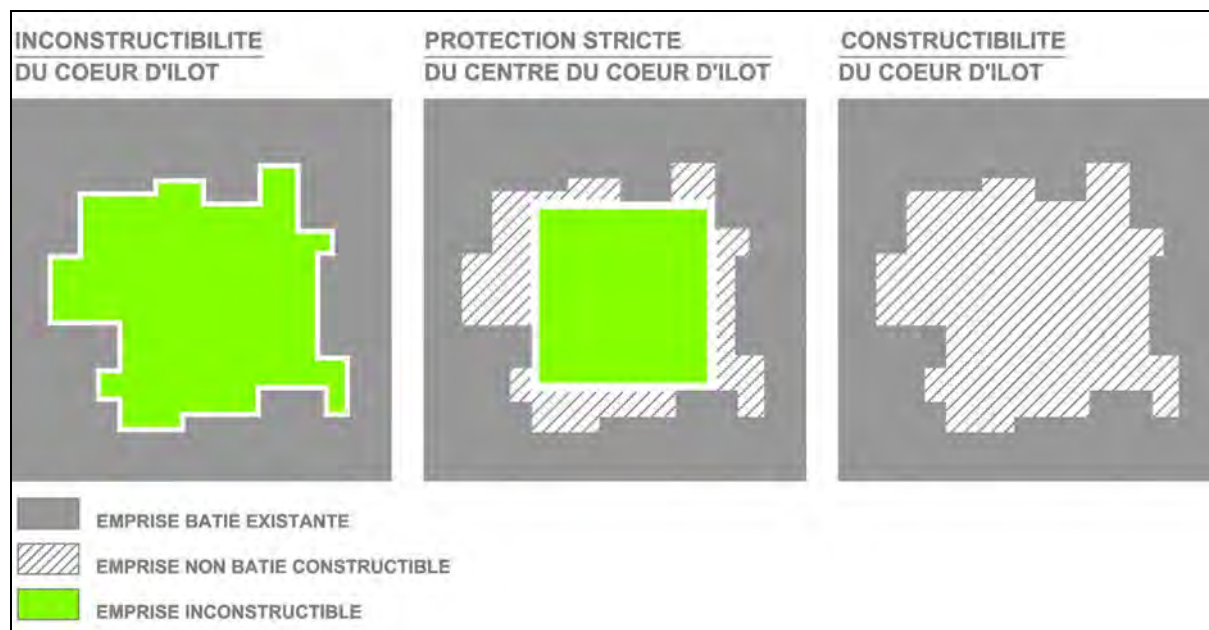 INCONSTRUCTIBILITE
DU COEUR D'ILOT
PROTECTION STRICTE
DU CENTRE DU COEUR D'ILOT
CONSTRUCTIBILITE
DU COEUR D'ILOT
EMPRISE BATIE EXISTANTE
EMPRISE NON BATIE CONSTRUCTIBLE
EMPRISE INCONSTRUCTIBLE